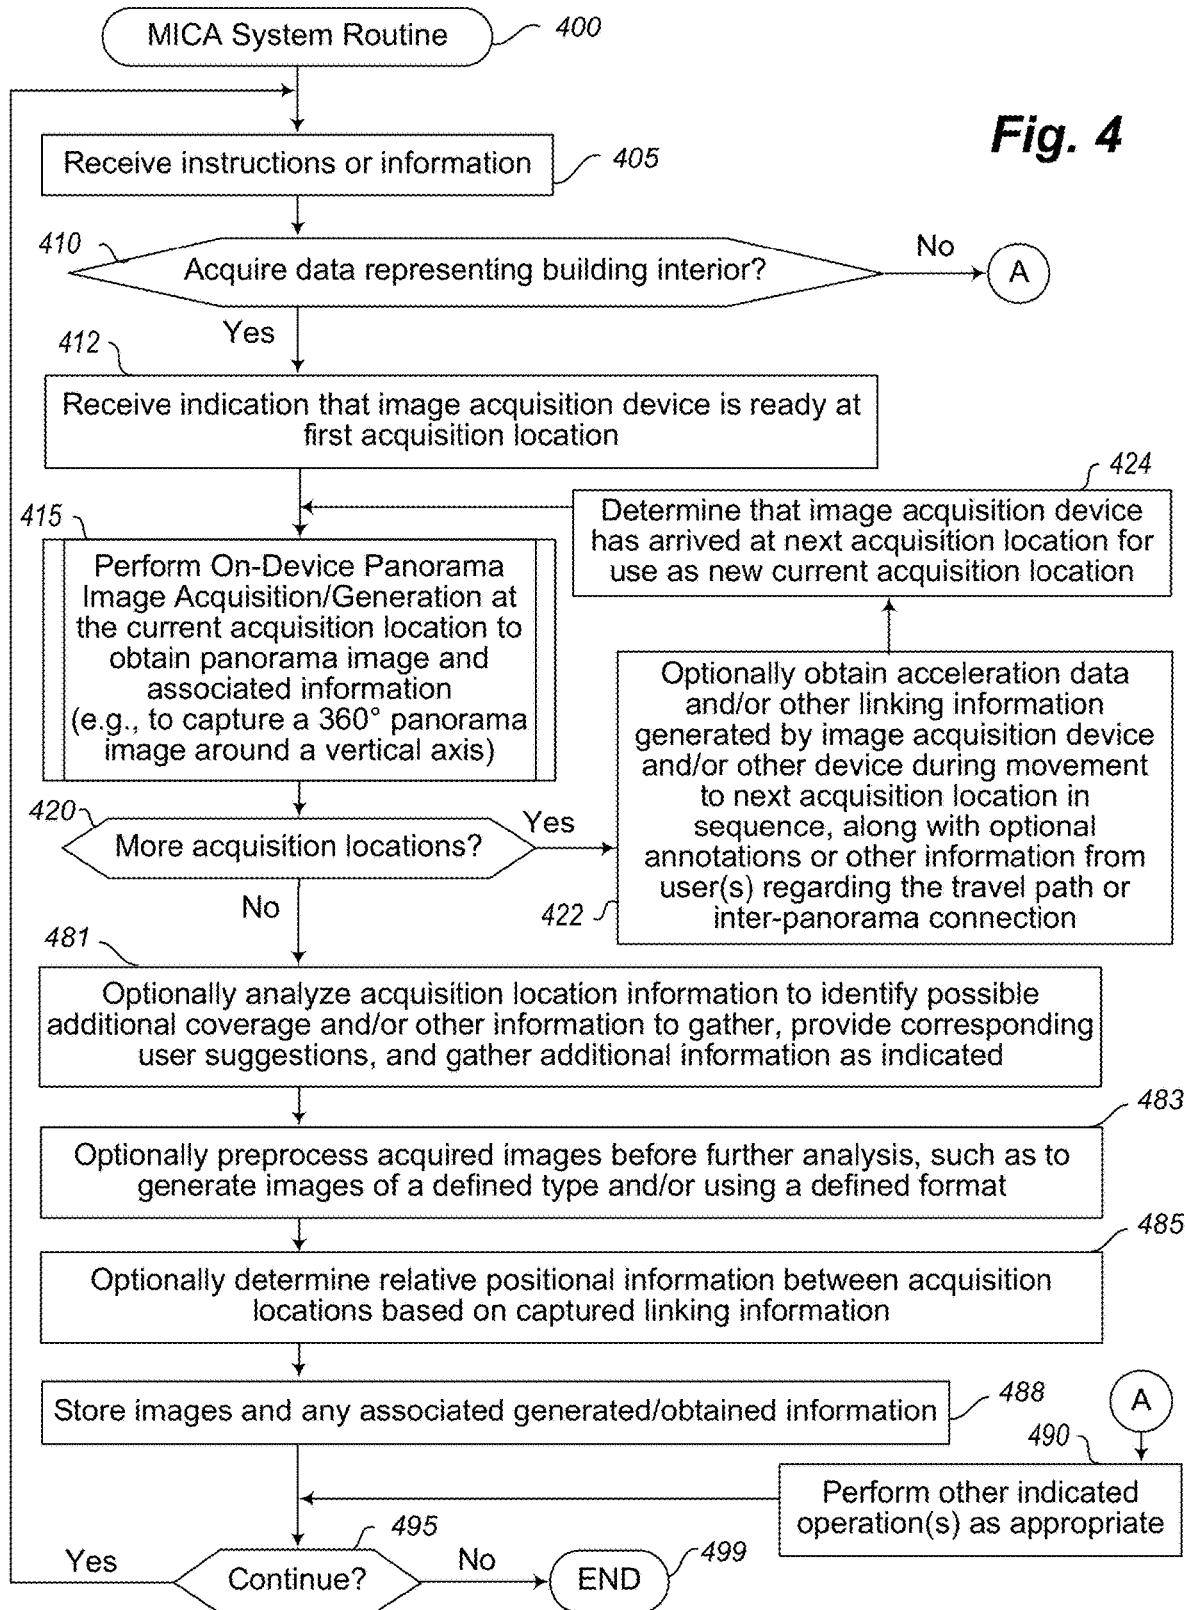 MICA System Routine
400
Fig. 4
Receive instructions or information
405
410
Acquire data representing building interior?
No
A
Yes
412
Receive indication that image acquisition device is ready at
first acquisition location
424
Determine that image acquisition device
has arrived at next acquisition location for
use as new current acquisition location
415
Perform On-Device Panorama
Image Acquisition/Generation at
the current acquisition location to
obtain panorama image and
associated information
(e.g., to capture a 360° panorama
image around a vertical axis)
Optionally obtain acceleration data
and/or other linking information
generated by image acquisition device
and/or other device during movement
to next acquisition location in
sequence, along with optional
annotations or other information from
user(s) regarding the travel path or
inter-panorama connection
422
420
More acquisition locations?
Yes
No
481
Optionally analyze acquisition location information to identify possible
additional coverage and/or other information to gather, provide corresponding
user suggestions, and gather additional information as indicated
483
Optionally preprocess acquired images before further analysis, such as to
generate images of a defined type and/or using a defined format
485
Optionally determine relative positional information between acquisition
locations based on captured linking information
Store images and any associated generated/obtained information
488
A
490
Perform other indicated
operation(s) as appropriate
495
Yes
Continue?
No
END
499